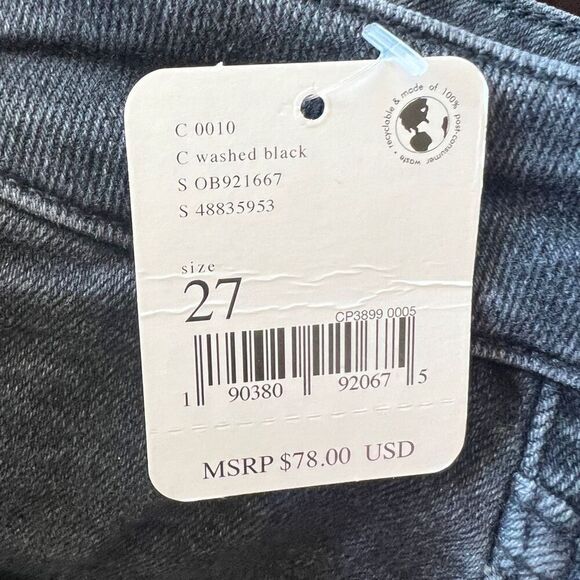 recyclable & made of 100% post-consumer waste •
C 0010
C washed black
S OB921667
S 48835953
size
27
CP3899 0005
1 90380 92067 5
MSRP $78.00 USD